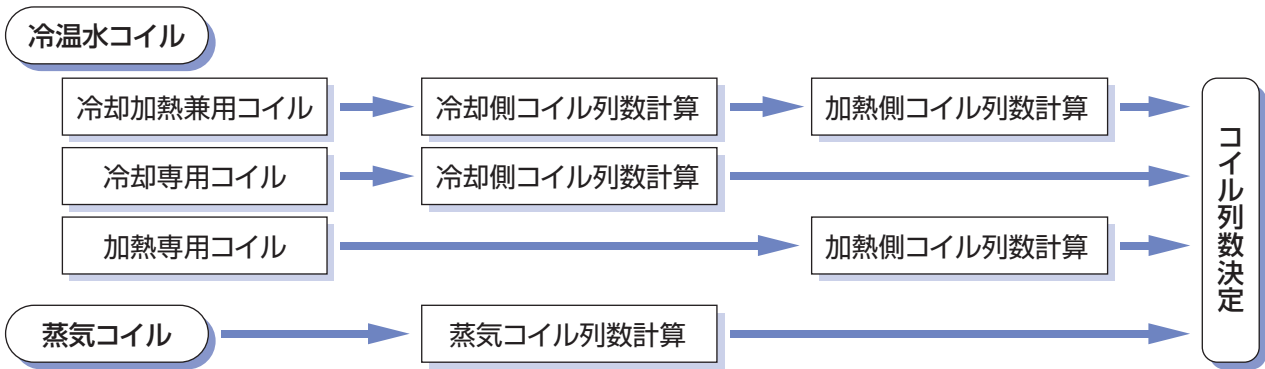 冷温水コイル
冷却加熱兼用コイル
冷却側コイル列数計算
加熱側コイル列数計算
冷却専用コイル
冷却側コイル列数計算
加熱専用コイル
加熱側コイル列数計算
蒸気コイル
蒸気コイル列数計算
コイル列数決定